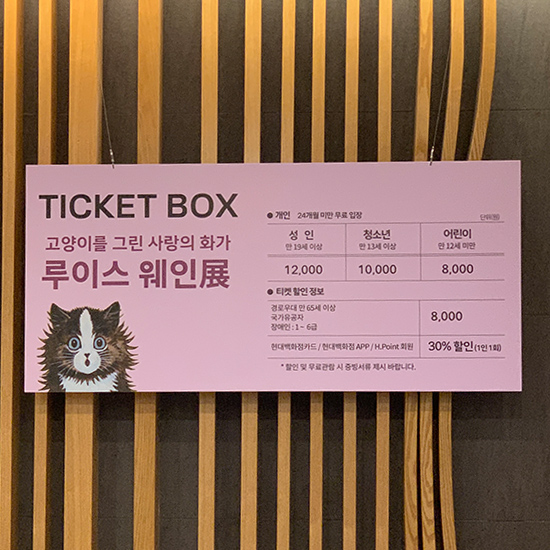 TICKET BOX
고양이를 그린 사랑의 화가
루이스 웨인展
● 개인 24개월 미만 무료 입장
단위(원)
성 인 청소년 어린이
만 19세 이상 만 13세 이상 만 12세 미만
12,000 10,000 8,000
● 티켓 할인 정보
경로우대 만 65세 이상
국가유공자
장애인 : 1 ~ 6급
8,000
현대백화점카드 / 현대백화점 APP / H.Point 회원 30% 할인(1인 1회)
* 할인 및 무료관람 시 증빙서류 제시 바랍니다.